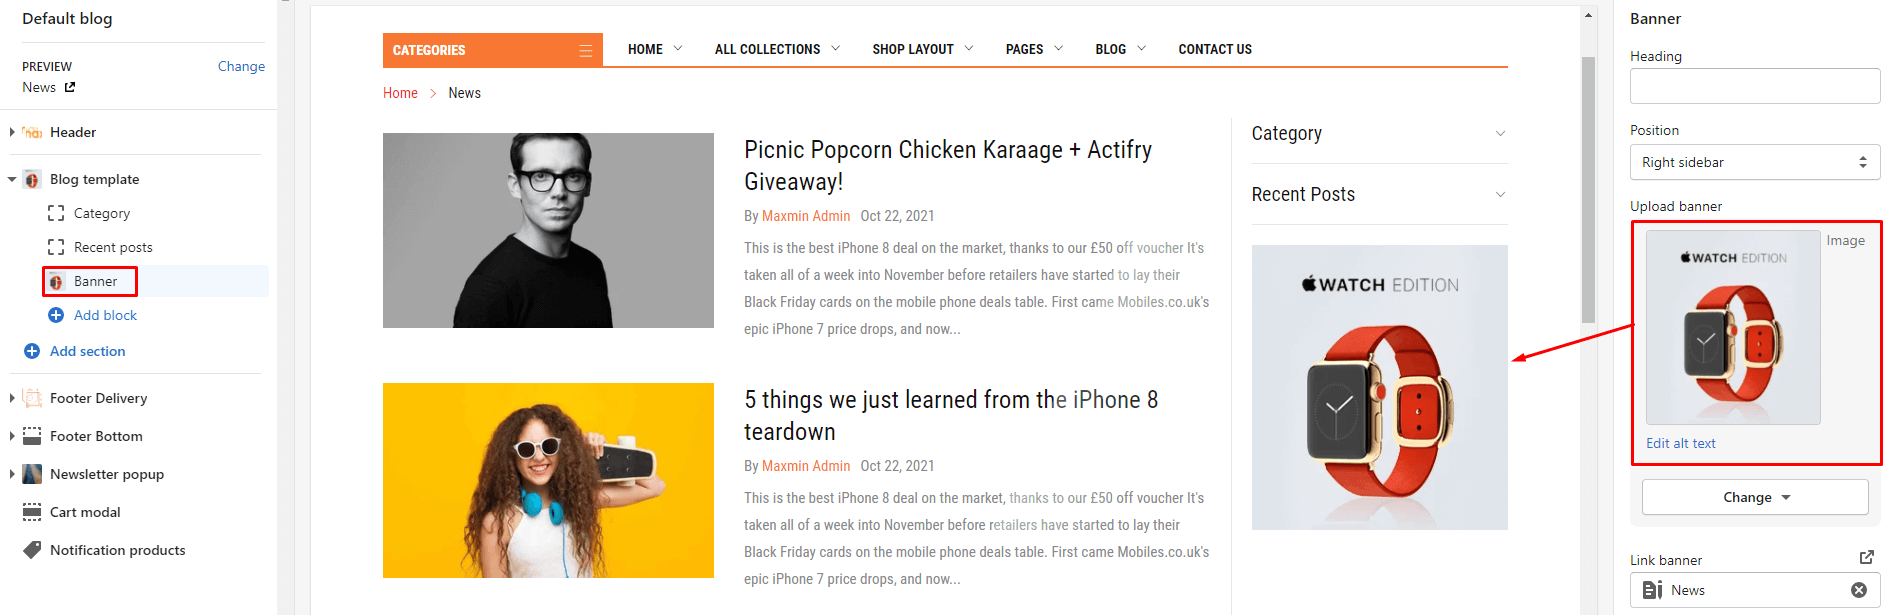 Default blog
PREVIEW
Change
News
Header
Blog template
Category
Recent posts
Banner
Add block
Add section
Footer Delivery
Footer Bottom
Newsletter popup
Cart modal
Notification products
CATEGORIES
HOME
ALL COLLECTIONS
SHOP LAYOUT
PAGES
BLOG
CONTACT US
Home > News
Picnic Popcorn Chicken Karaage + Actifry
Giveaway!
By Maxmin Admin Oct 22, 2021
This is the best iPhone 8 deal on the market, thanks to our £50 off voucher It's
taken all of a week into November before retailers have started to lay their
Black Friday cards on the mobile phone deals table. First came Mobiles.co.uk's
epic iPhone 7 price drops, and now...
5 things we just learned from the iPhone 8
teardown
By Maxmin Admin Oct 22, 2021
This is the best iPhone 8 deal on the market, thanks to our £50 off voucher It's
taken all of a week into November before retailers have started to lay their
Black Friday cards on the mobile phone deals table. First came Mobiles.co.uk's
epic iPhone 7 price drops, and now...
Category
Recent Posts
WATCH EDITION
Banner
Heading
Position
Right sidebar
Upload banner
WATCH EDITION
Image
Edit alt text
Change
Link banner
News